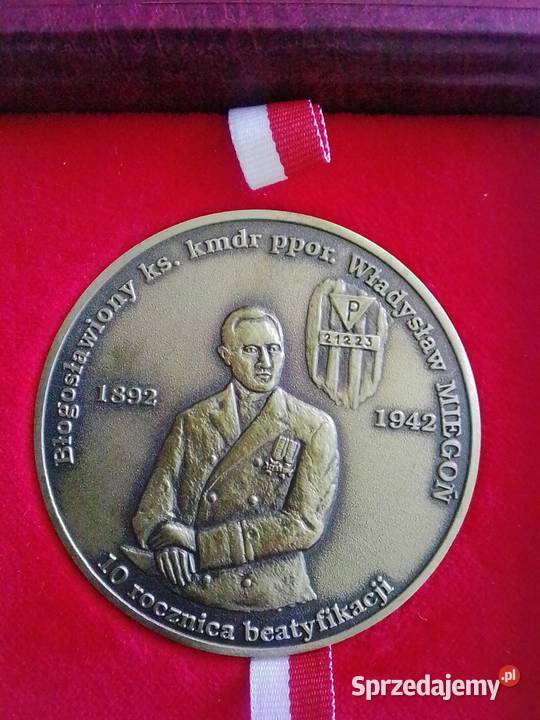 Błogosławiony ks. kmdr ppor. Władysław MIEGOŃ
P
21223
1892
1942
10 rocznica beatyfikacji
Sprzedajemy.pl